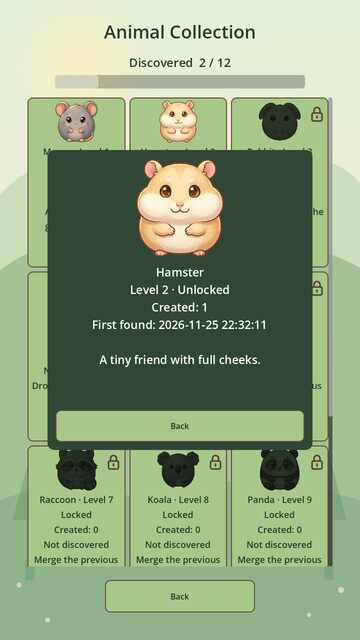 Animal Collection
Discovered 2 / 12
Hamster
Level 2 · Unlocked
Created: 1
First found: 2026-11-25 22:32:11
A tiny friend with full cheeks.
Back
Raccoon · Level 7
Locked
Created: 0
Not discovered
Merge the previous
Koala · Level 8
Locked
Created: 0
Not discovered
Merge the previous
Panda · Level 9
Locked
Created: 0
Not discovered
Merge the previous
Back